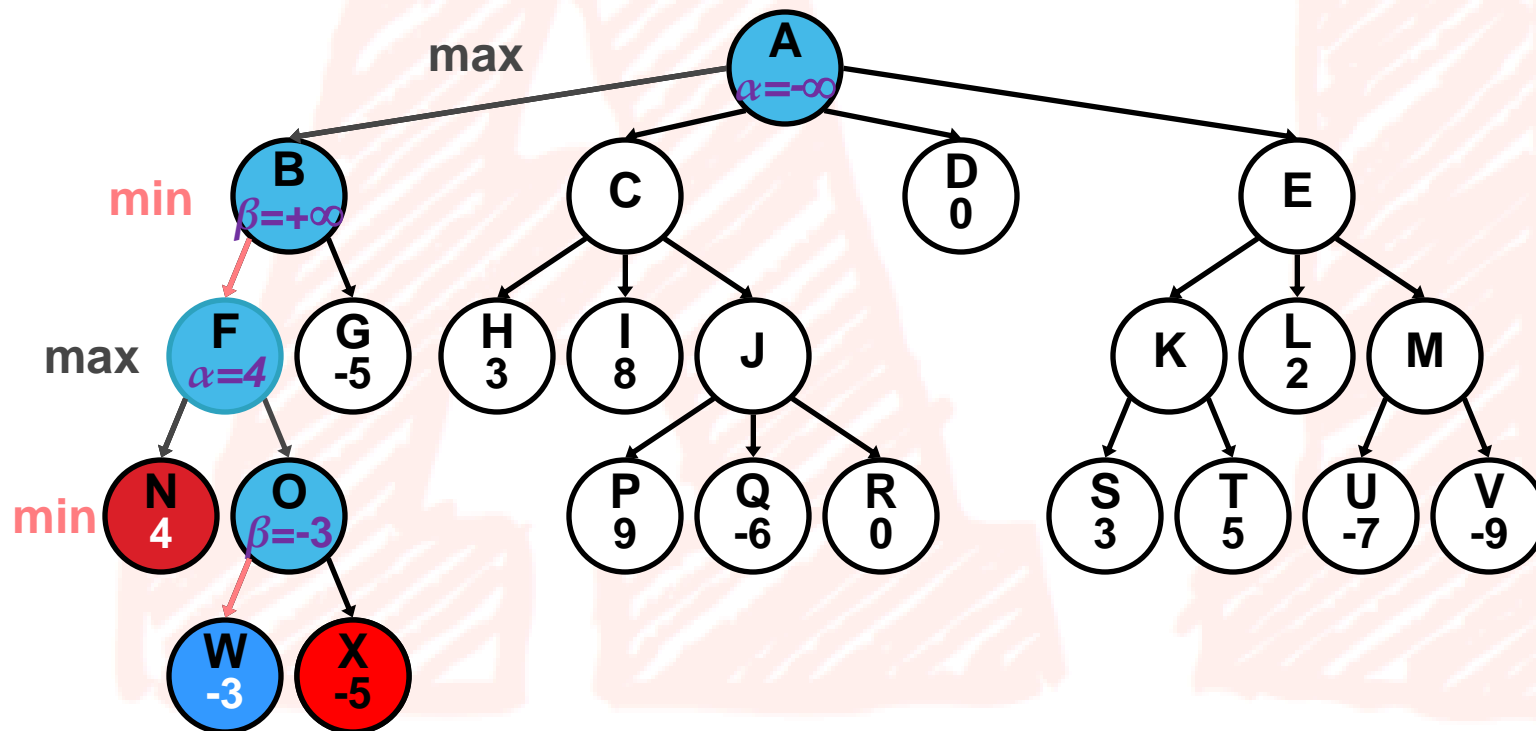 max
A
α=-∞
min
B
β=+∞
C
D
0
E
max
F
α=4
G
-5
H
3
I
8
J
K
L
2
M
min
N
4
O
β=-3
P
9
Q
-6
R
0
S
3
T
5
U
-7
V
-9
W
-3
X
-5